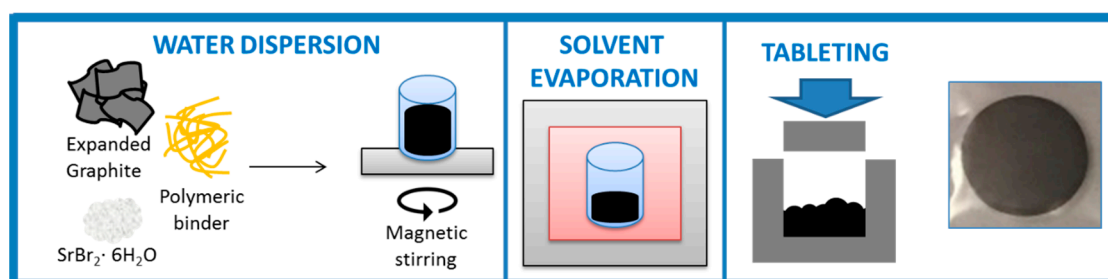 WATER DISPERSION
Expanded
Graphite
Polymeric
binder
SrBr₂· 6H₂O
Magnetic
stirring
SOLVENT
EVAPORATION
TABLETING